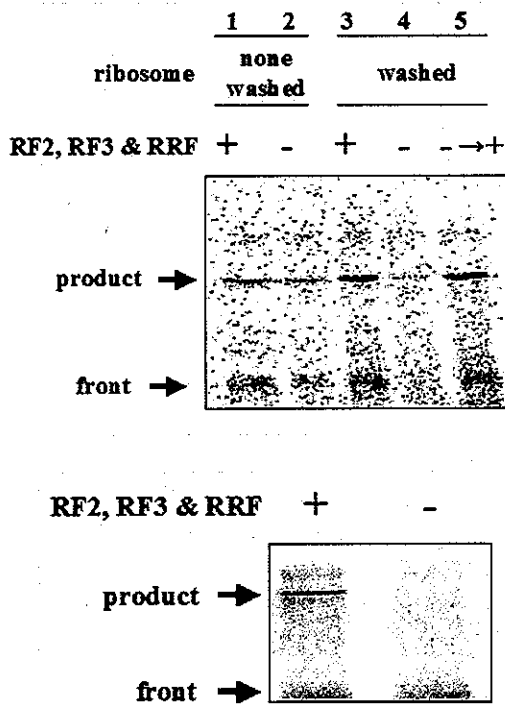 1 2 3 4 5
ribosome none washed washed
RF2, RF3 & RRF + - + - -→+
product →
front →
RF2, RF3 & RRF + -
product →
front →